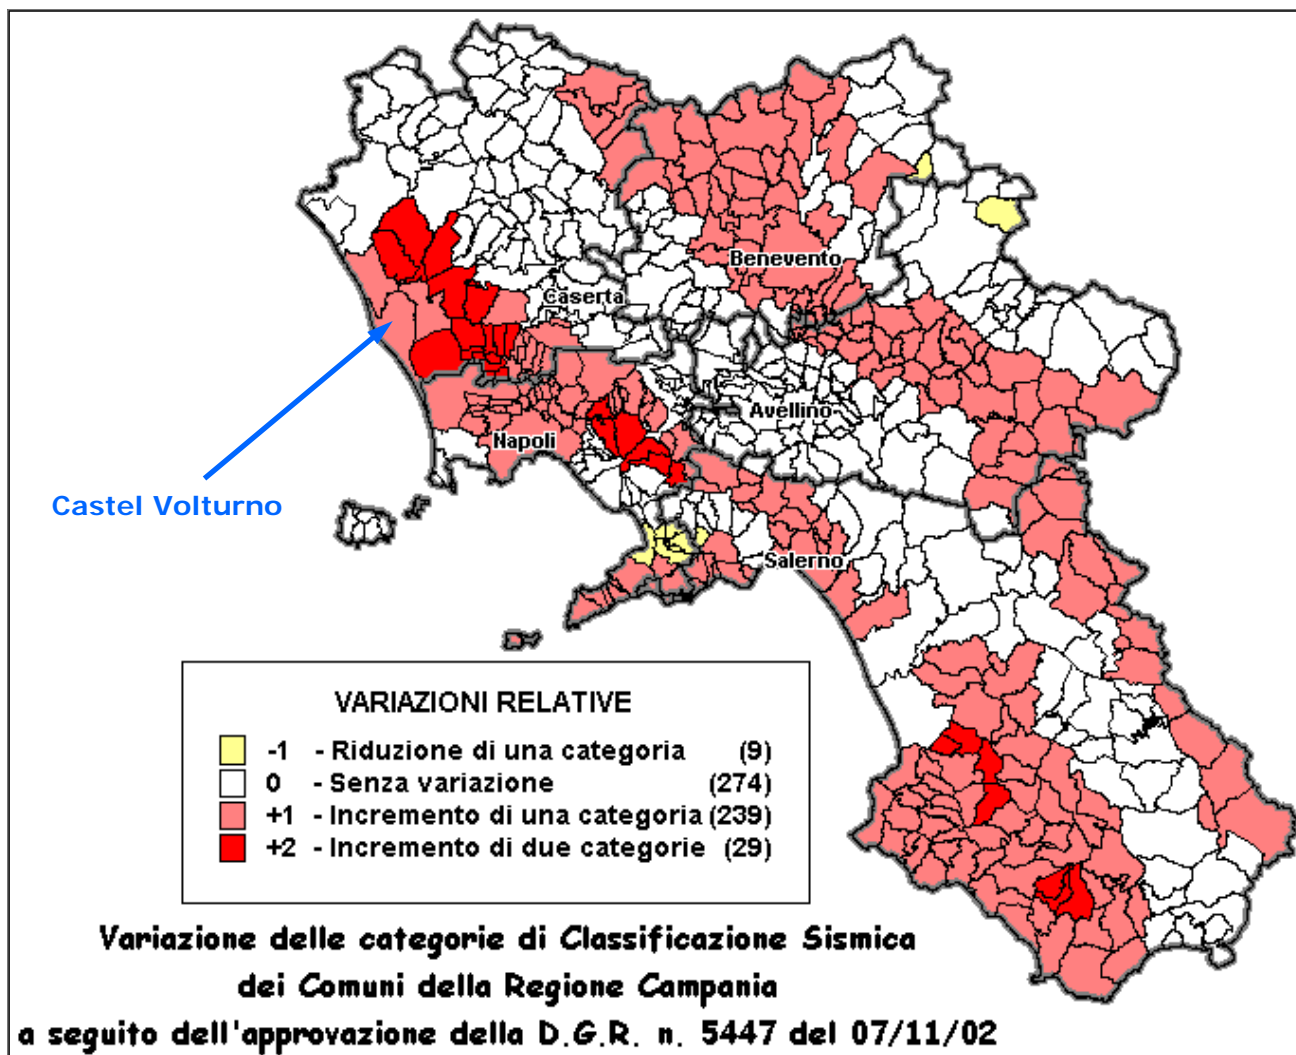 Benevento
Caserta
Avellino
Napoli
Castel Volturno
Salerno
VARIAZIONI RELATIVE
-1 - Riduzione di una categoria (9)
0 - Senza variazione (274)
+1 - Incremento di una categoria (239)
+2 - Incremento di due categorie (29)
Variazione delle categorie di Classificazione Sismica
dei Comuni della Regione Campania
a seguito dell'approvazione della D.G.R. n. 5447 del 07/11/02